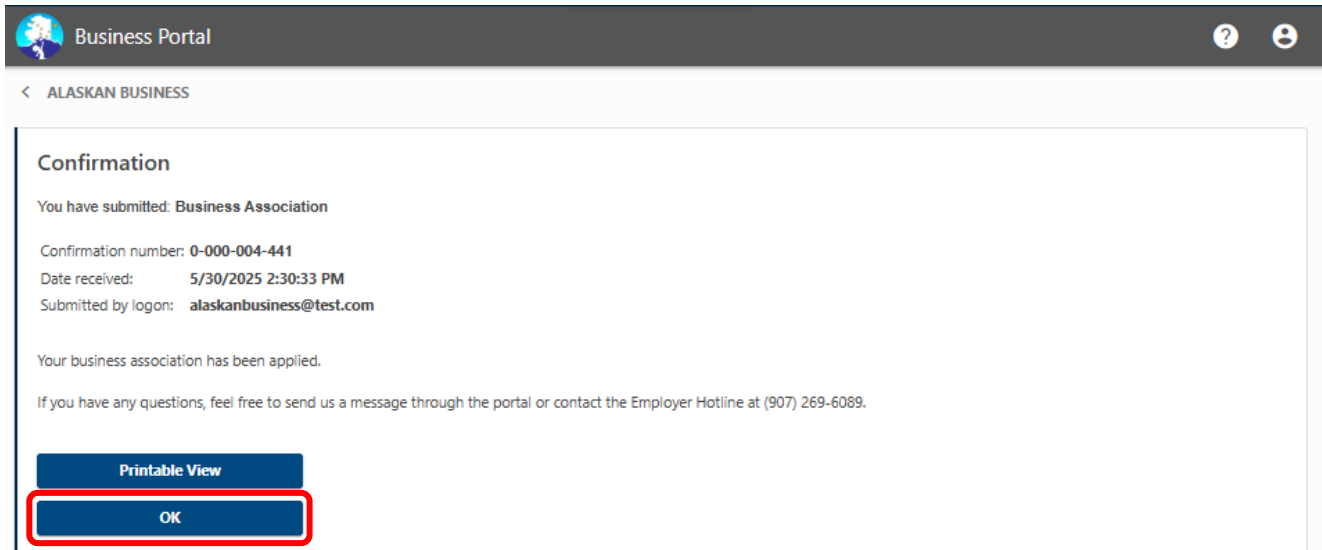 Business Portal
?
< ALASKAN BUSINESS
Confirmation
You have submitted: Business Association
Confirmation number: 0-000-004-441
Date received: 5/30/2025 2:30:33 PM
Submitted by logon: alaskanbusiness@test.com
Your business association has been applied.
If you have any questions, feel free to send us a message through the portal or contact the Employer Hotline at (907) 269-6089.
Printable View
OK